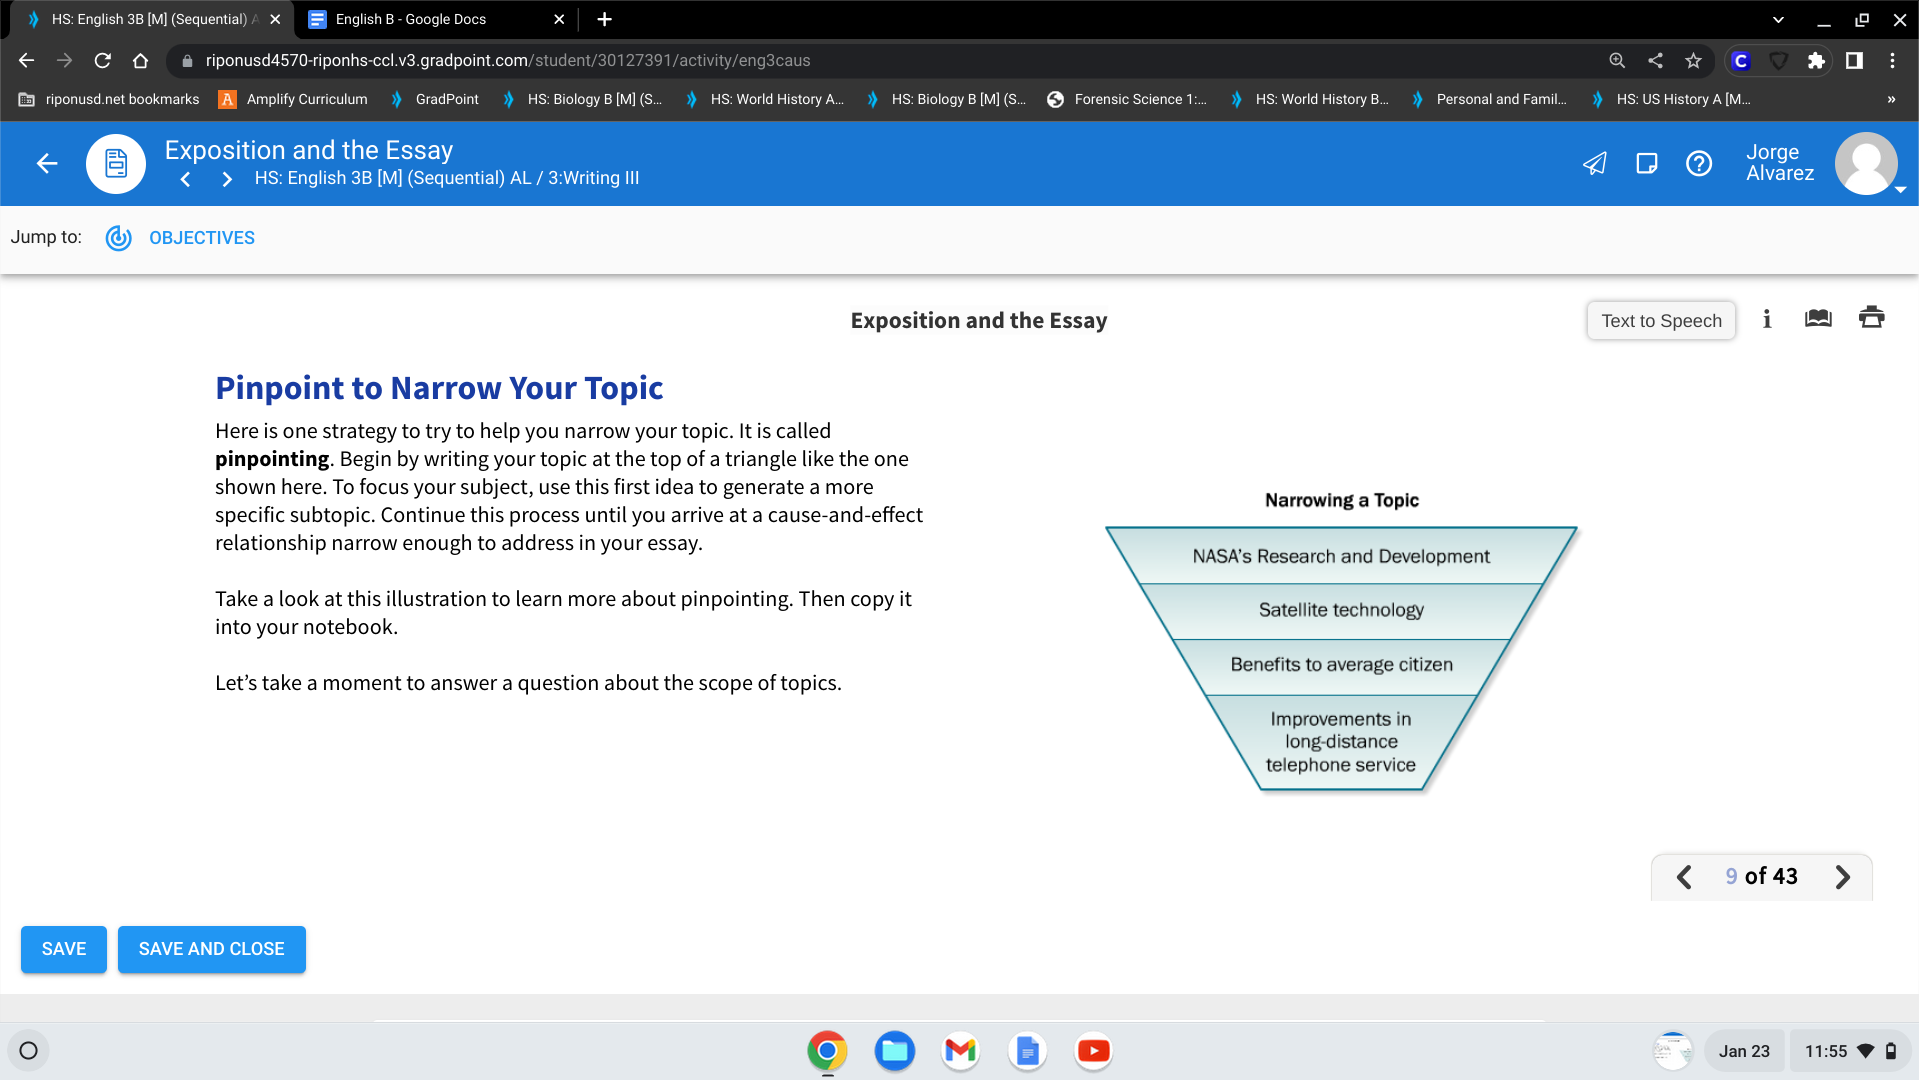 HS: English 3B [M] (Sequential) A
English B - Google Docs
riponusd4570-riponhs-ccl.v3.gradpoint.com/student/30127391/activity/eng3caus
riponusd.net bookmarks
Amplify Curriculum
GradPoint
HS: Biology B [M] (S...
HS: World History A...
HS: Biology B [M] (S...
Forensic Science 1:...
HS: World History B...
Personal and Famil...
HS: US History A [M...
»
Exposition and the Essay
HS: English 3B [M] (Sequential) AL / 3:Writing III
Jorge
Alvarez
Jump to:
OBJECTIVES
Exposition and the Essay
Text to Speech
Pinpoint to Narrow Your Topic
Here is one strategy to try to help you narrow your topic. It is called
pinpointing. Begin by writing your topic at the top of a triangle like the one
shown here. To focus your subject, use this first idea to generate a more
specific subtopic. Continue this process until you arrive at a cause-and-effect
relationship narrow enough to address in your essay.
Take a look at this illustration to learn more about pinpointing. Then copy it
into your notebook.
Let’s take a moment to answer a question about the scope of topics.
Narrowing a Topic
NASA's Research and Development
Satellite technology
Benefits to average citizen
Improvements in
long-distance
telephone service
9 of 43
SAVE
SAVE AND CLOSE
Jan 23
11:55